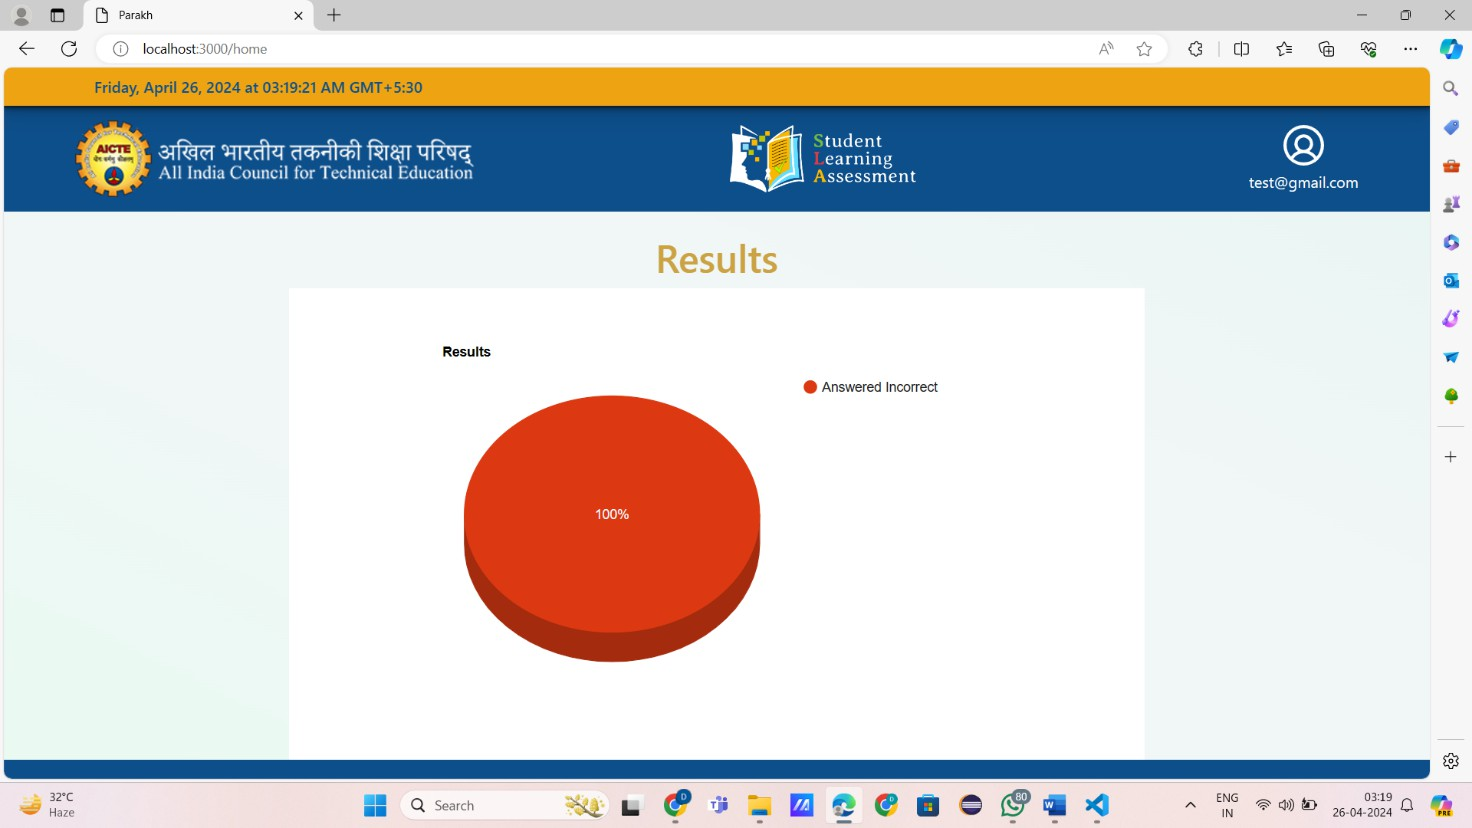 Parakh
localhost:3000/home
Friday, April 26, 2024 at 03:19:21 AM GMT+5:30
AICTE
अखिल भारतीय तकनीकी शिक्षा परिषद्
All India Council for Technical Education
Student
Learning
Assessment
test@gmail.com
Results
Results
Answered Incorrect
100%
32°C
Haze
Search
D
80
ENG
IN
03:19
26-04-2024
PRE